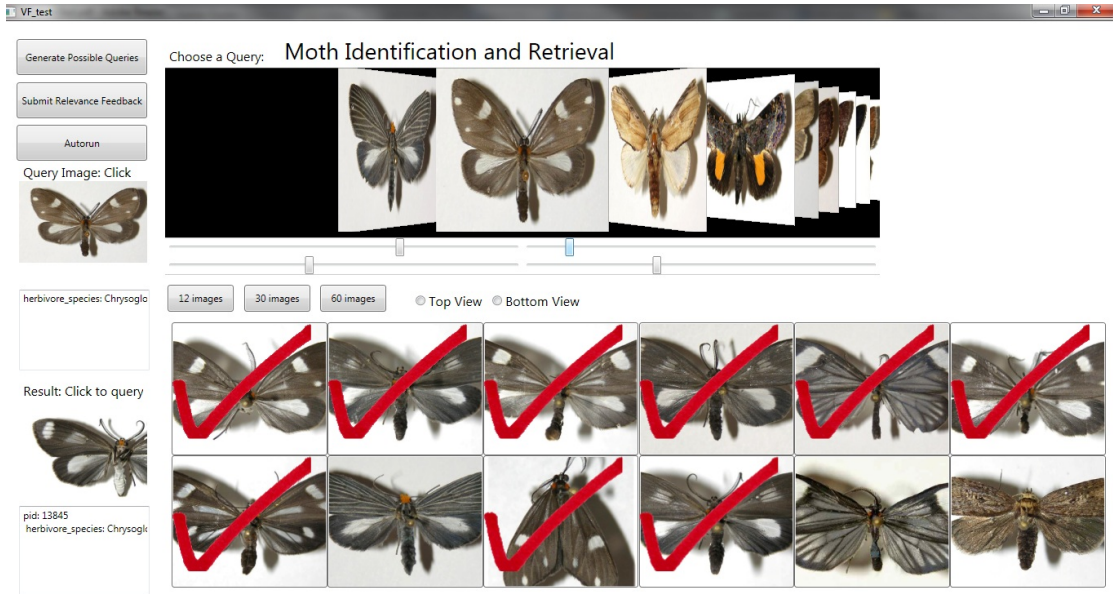 VF_test
Generate Possible Queries
Submit Relevance Feedback
Autorun
Query Image: Click
herbivore_species: Chrysoglo
Result: Click to query
pid: 13845
herbivore_species: Chrysoglo
Choose a Query:
Moth Identification and Retrieval
12 images
30 images
60 images
Top View
Bottom View